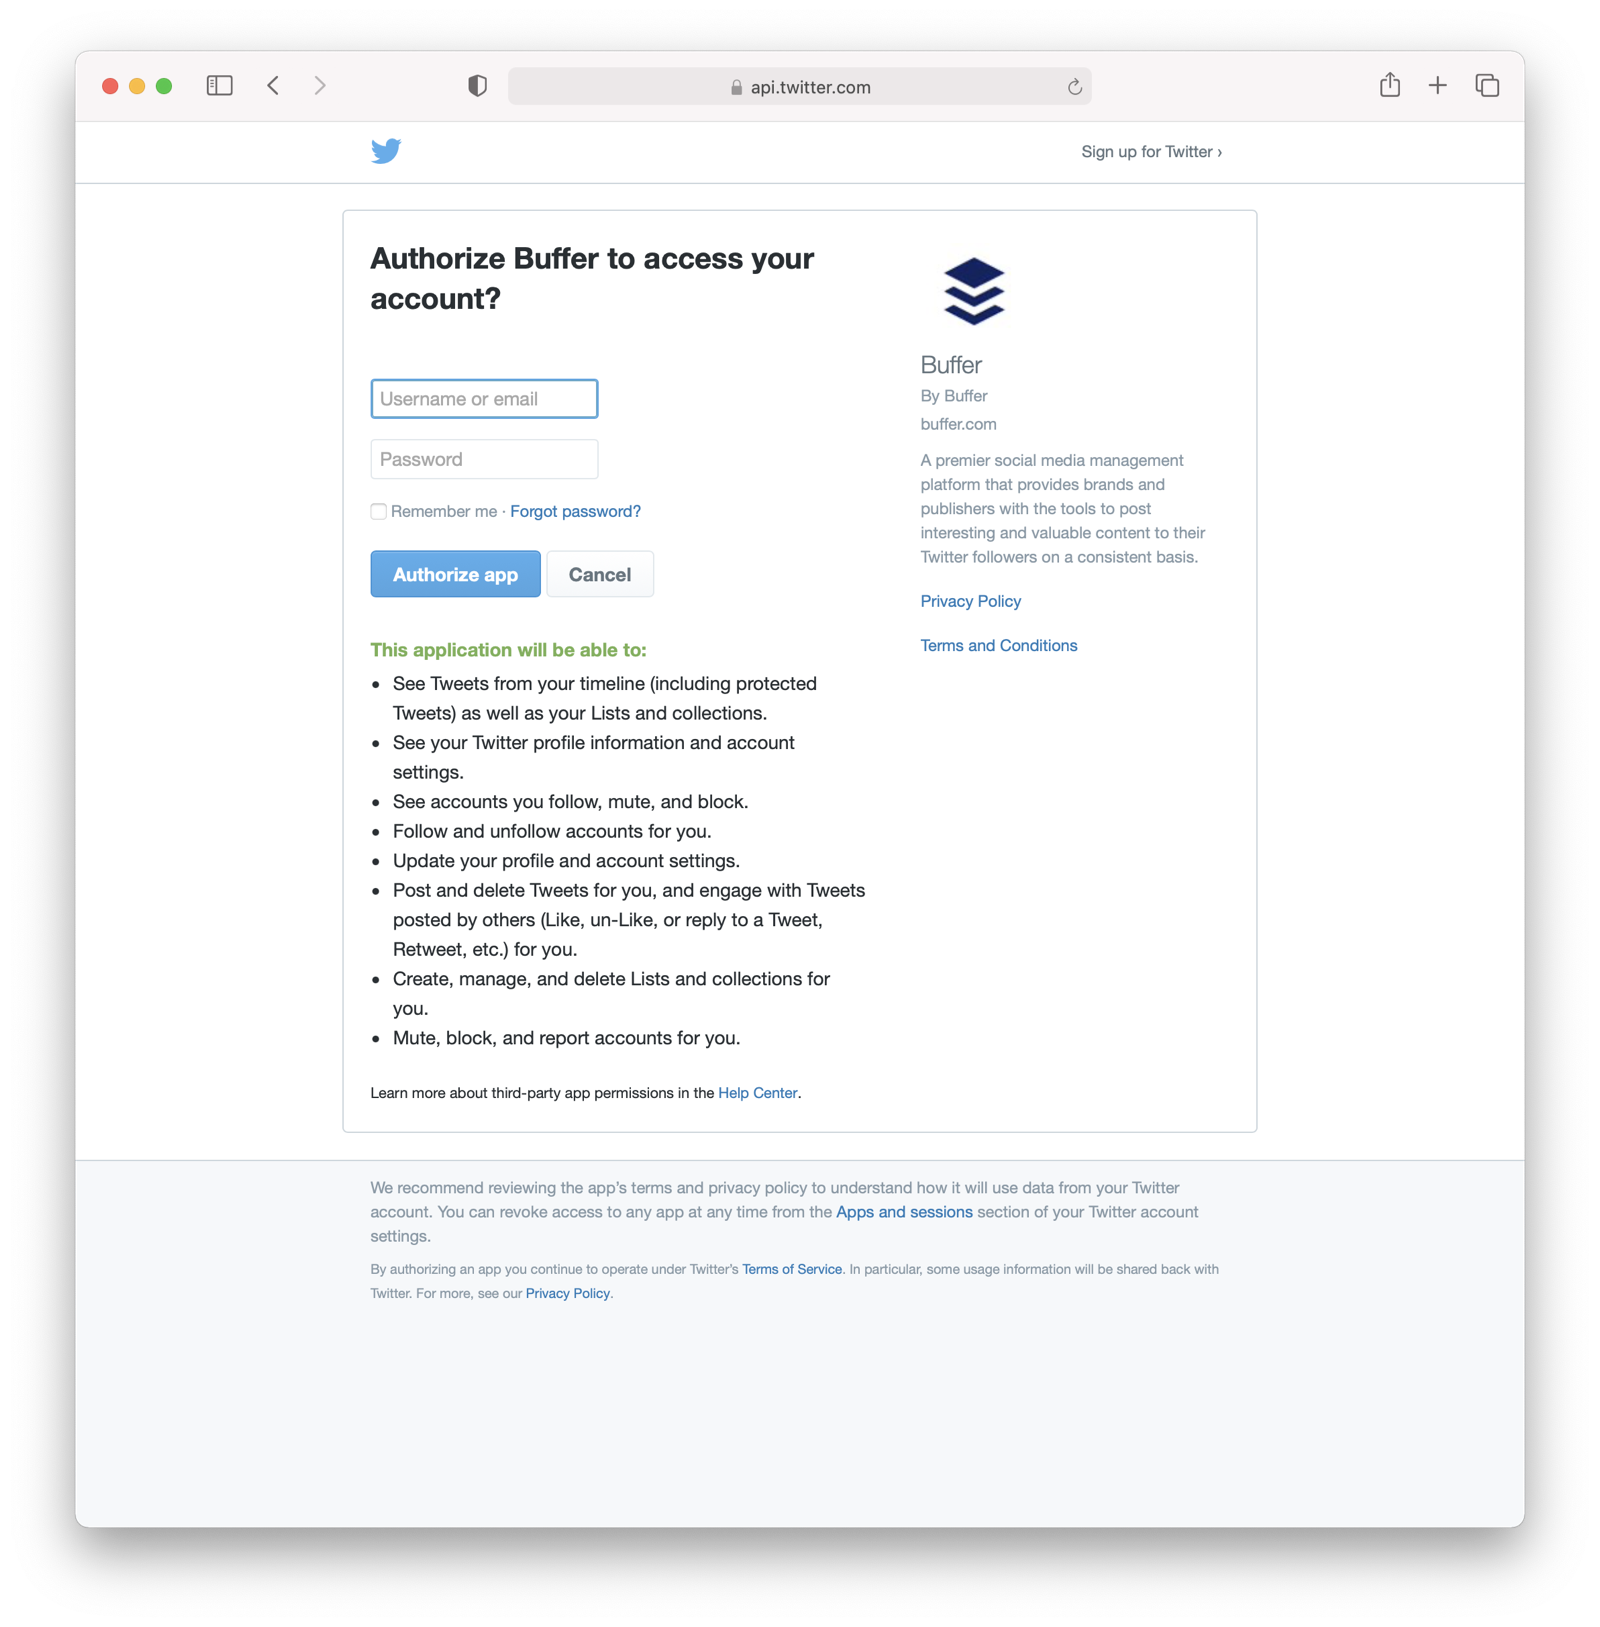 api.twitter.com
Sign up for Twitter ›
Authorize Buffer to access your
account?
Username or email
Password
Remember me · Forgot password?
Authorize app
Cancel
This application will be able to:
• See Tweets from your timeline (including protected
Tweets) as well as your Lists and collections.
• See your Twitter profile information and account
settings.
• See accounts you follow, mute, and block.
• Follow and unfollow accounts for you.
• Update your profile and account settings.
• Post and delete Tweets for you, and engage with Tweets
posted by others (Like, un-Like, or reply to a Tweet,
Retweet, etc.) for you.
• Create, manage, and delete Lists and collections for
you.
• Mute, block, and report accounts for you.
Learn more about third-party app permissions in the Help Center.
Buffer
By Buffer
buffer.com
A premier social media management
platform that provides brands and
publishers with the tools to post
interesting and valuable content to their
Twitter followers on a consistent basis.
Privacy Policy
Terms and Conditions
We recommend reviewing the app's terms and privacy policy to understand how it will use data from your Twitter
account. You can revoke access to any app at any time from the Apps and sessions section of your Twitter account
settings.
By authorizing an app you continue to operate under Twitter's Terms of Service. In particular, some usage information will be shared back with
Twitter. For more, see our Privacy Policy.